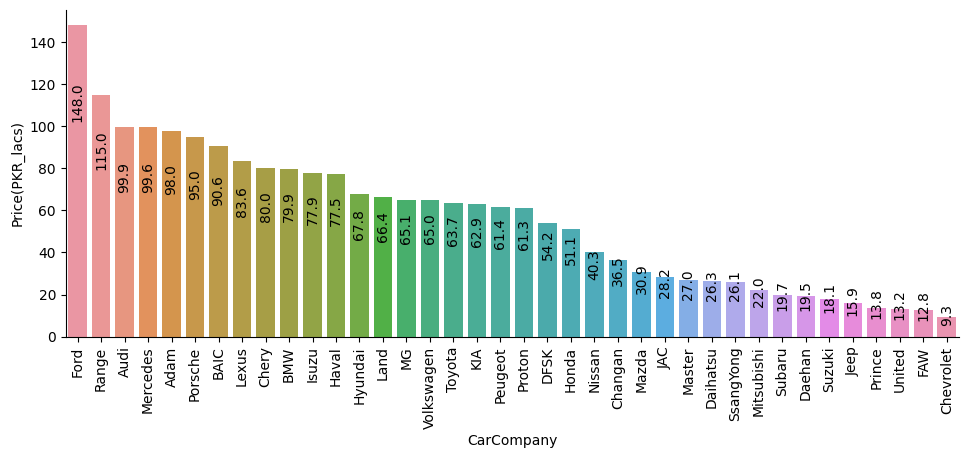 Price(PKR_lacs)
140
120
100
80
60
40
20
0
148.0
115.0
99.9
99.6
98.0
95.0
90.6
83.6
80.0
79.9
77.9
77.5
67.8
66.4
65.1
65.0
63.7
62.9
61.4
61.3
54.2
51.1
40.3
36.5
30.9
28.2
27.0
26.3
26.1
22.0
19.7
19.5
18.1
15.9
13.8
13.2
12.8
9.3
Ford
Range
Audi
Mercedes
Adam
Porsche
BAIC
Lexus
Chery
BMW
Isuzu
Haval
Hyundai
Land
MG
Volkswagen
Toyota
KIA
Peugeot
Proton
DFSK
Honda
Nissan
Changan
Mazda
JAC
Master
Daihatsu
SsangYong
Mitsubishi
Subaru
Daehan
Suzuki
Jeep
Prince
United
FAW
Chevrolet
CarCompany